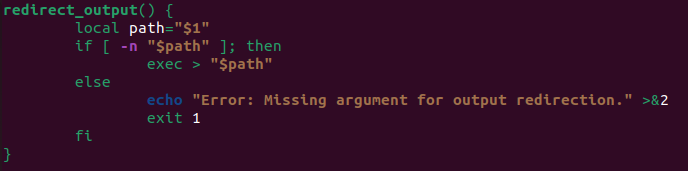 redirect_output() {
        local path="$1"
        if [ -n "$path" ]; then
                exec > "$path"
        else
                echo "Error: Missing argument for output redirection." >&2
                exit 1
        fi
}